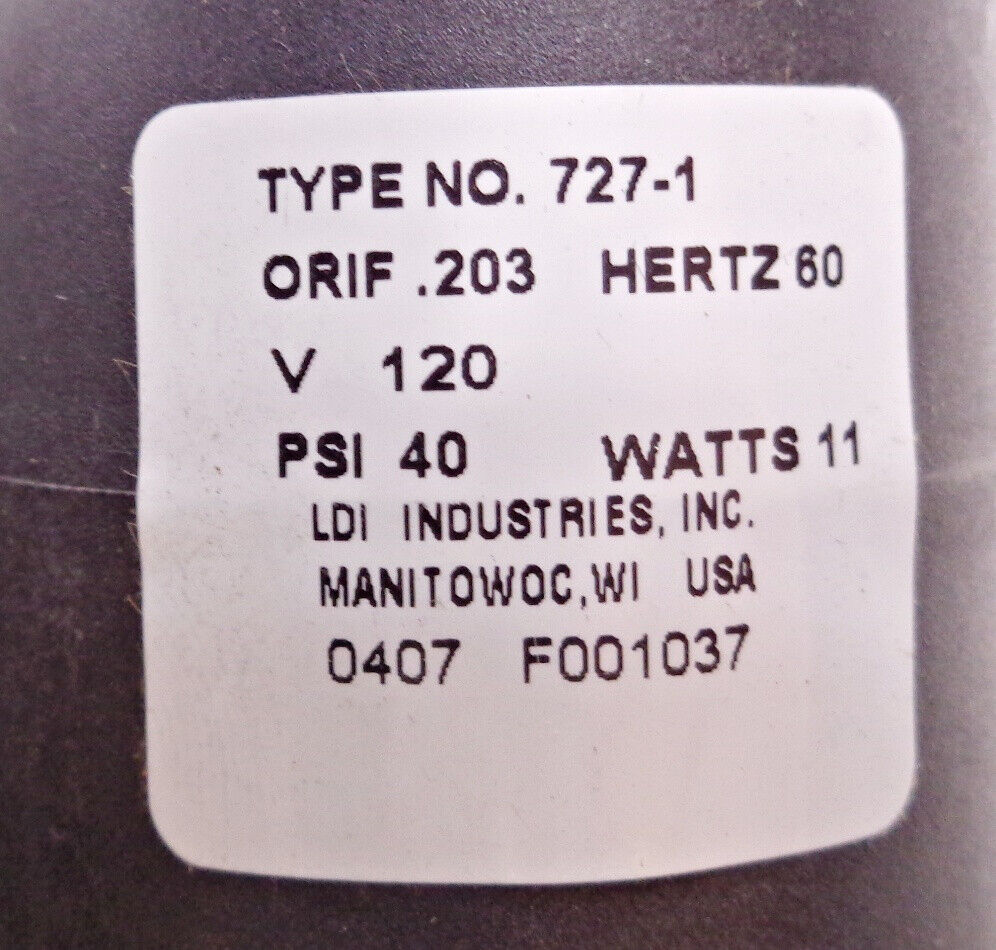 TYPE NO. 727-1
ORIF .203 HERTZ 60
V 120
PSI 40 WATTS 11
LDI INDUSTRIES, INC.
MANITOWOC,WI USA
0407 F001037